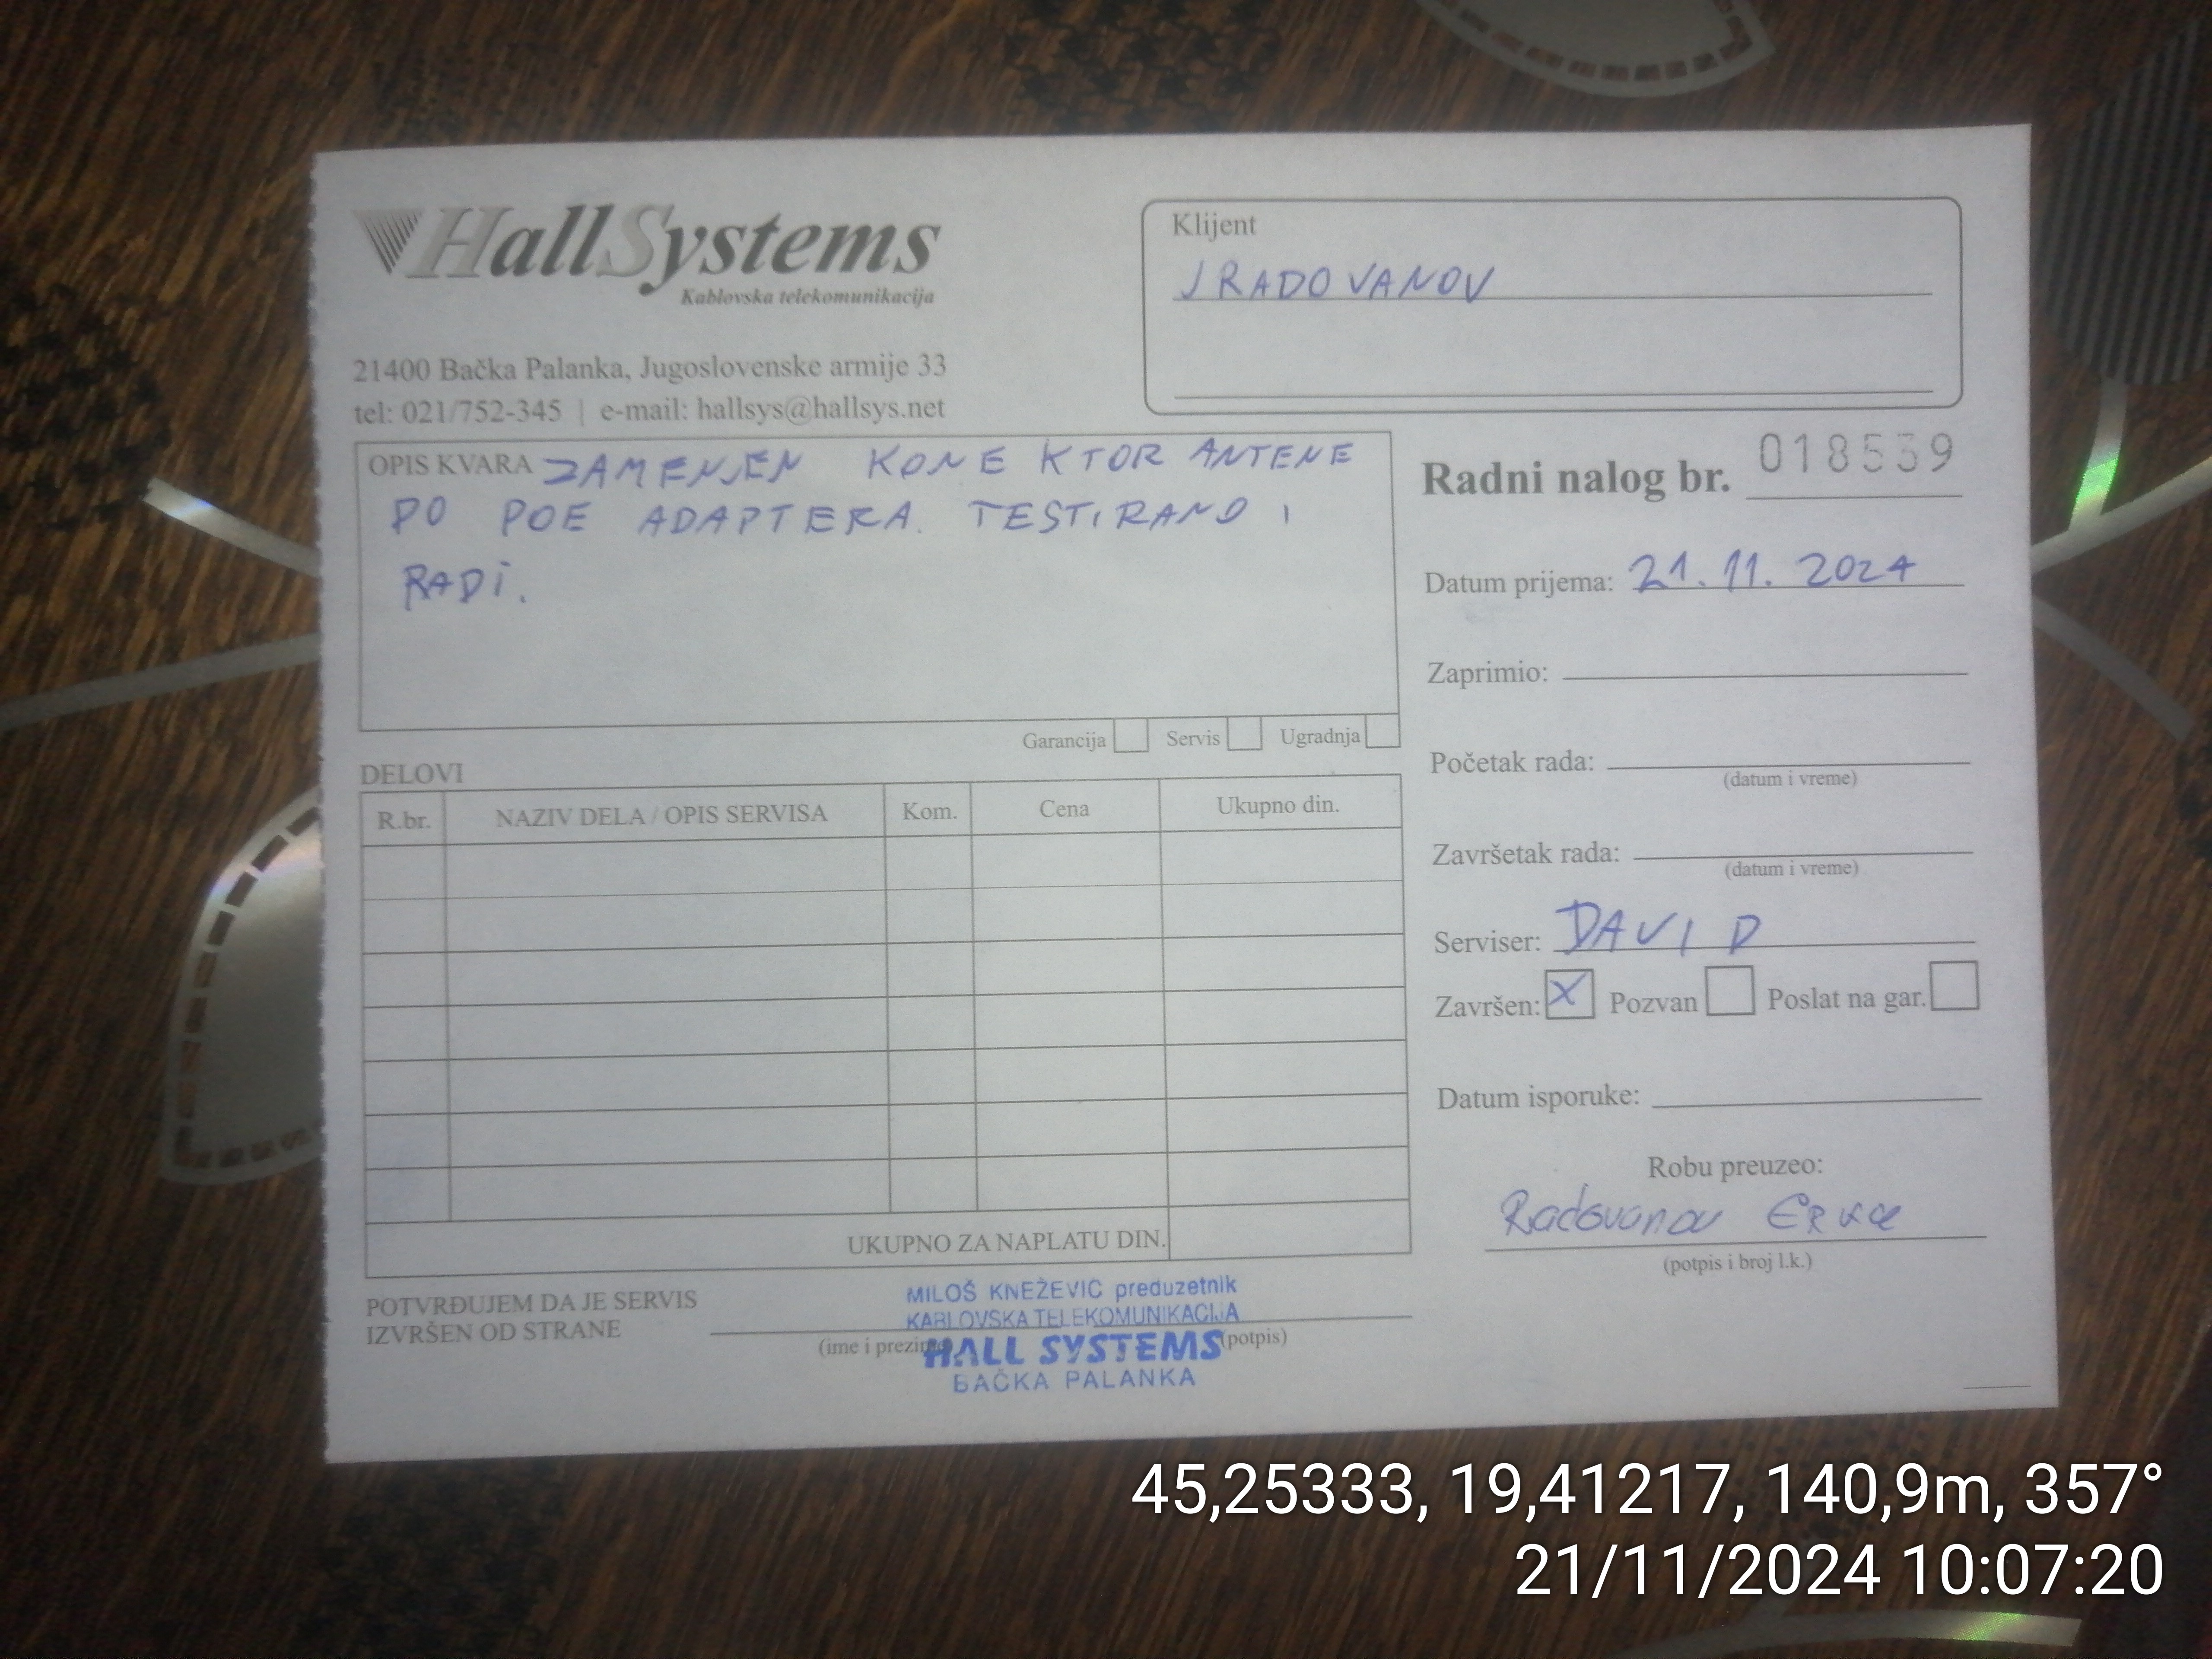 HallSystems
Kablovska telekomunikacija
21400 Bačka Palanka, Jugoslovenske armije 33
tel: 021/752-345 | e-mail: hallsys@hallsys.net
Klijent
JRADOVANOV
OPIS KVARA ZAMENJEN KONEKTOR ANTENE
DO POE ADAPTERA. TESTIRANO I
RADI.
Garancija Servis Ugradnja
Radni nalog br. 018539
Datum prijema: 21.11.2024
Zaprimio:
Početak rada:
(datum i vreme)
Završetak rada:
(datum i vreme)
Serviser: DAVID
Završen: X Pozvan Poslat na gar.
Datum isporuke:
Robu preuzeo:
Radovanov
(potpis i broj l.k.)
DELOVI
R.br. NAZIV DELA / OPIS SERVISA Kom. Cena Ukupno din.
UKUPNO ZA NAPLATU DIN.
POTVRĐUJEM DA JE SERVIS
IZVRŠEN OD STRANE
(ime i prezime) (potpis)
MILOŠ KNEŽEVIĆ preduzetnik
KABLOVSKA TELEKOMUNIKACIJA
HALL SYSTEMS
BAČKA PALANKA
45,25333, 19,41217, 140,9m, 357°
21/11/2024 10:07:20